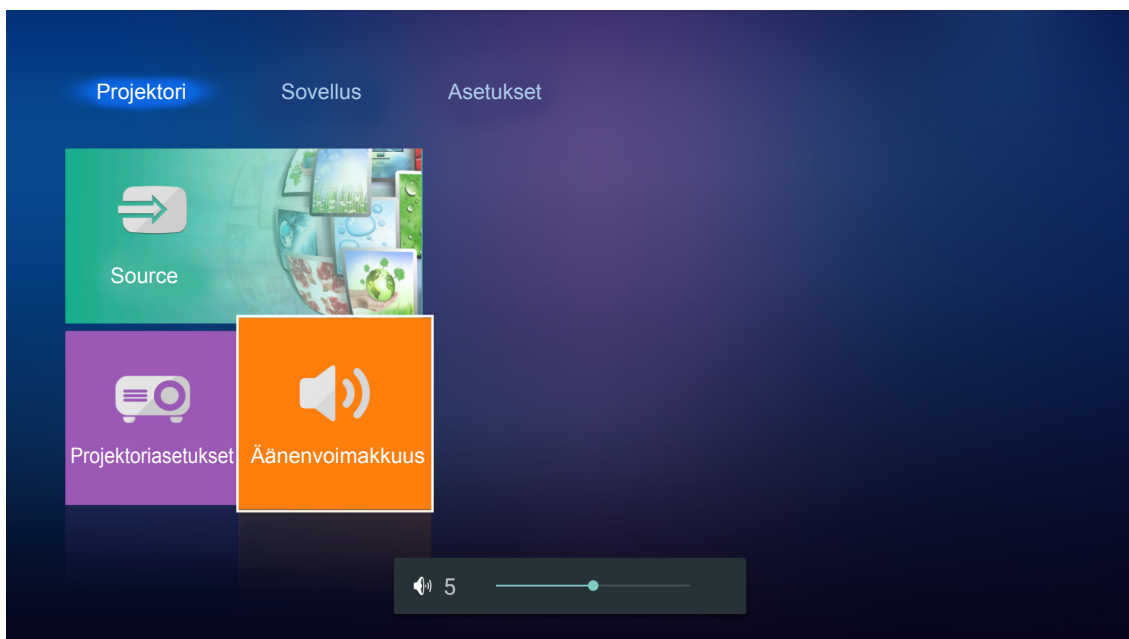 Projektori
Sovellus
Asetukset
Source
Projektoriasetukset
Äänenvoimakkuus
5